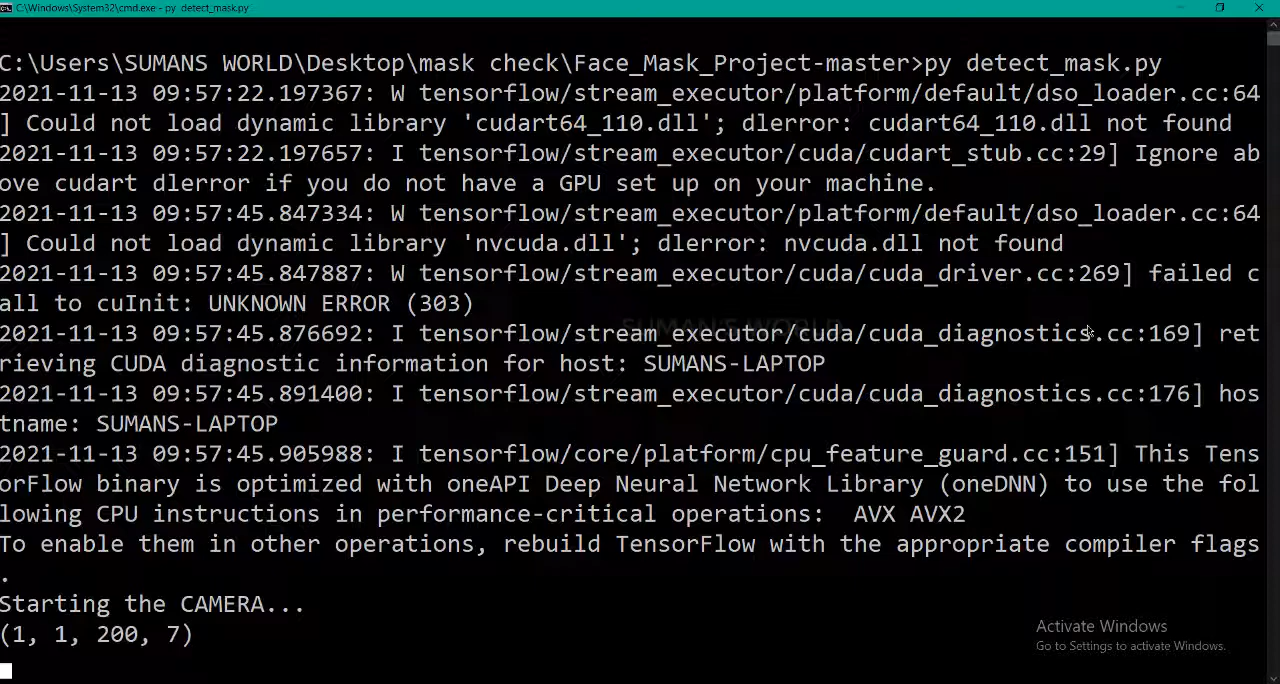 C:\Windows\System32\cmd.exe - py detect_mask.py
C:\Users\SUMANS WORLD\Desktop\mask check\Face_Mask_Project-master>py detect_mask.py
2021-11-13 09:57:22.197367: W tensorflow/stream_executor/platform/default/dso_loader.cc:64
] Could not load dynamic library 'cudart64_110.dll'; dlerror: cudart64_110.dll not found
2021-11-13 09:57:22.197657: I tensorflow/stream_executor/cuda/cudart_stub.cc:29] Ignore ab
ove cudart dlerror if you do not have a GPU set up on your machine.
2021-11-13 09:57:45.847334: W tensorflow/stream_executor/platform/default/dso_loader.cc:64
] Could not load dynamic library 'nvcuda.dll'; dlerror: nvcuda.dll not found
2021-11-13 09:57:45.847887: W tensorflow/stream_executor/cuda/cuda_driver.cc:269] failed c
all to cuInit: UNKNOWN ERROR (303)
SUMAN'S WORLD
2021-11-13 09:57:45.876692: I tensorflow/stream_executor/cuda/cuda_diagnostics.cc:169] ret
rieving CUDA diagnostic information for host: SUMANS-LAPTOP
2021-11-13 09:57:45.891400: I tensorflow/stream_executor/cuda/cuda_diagnostics.cc:176] hos
tname: SUMANS-LAPTOP
2021-11-13 09:57:45.905988: I tensorflow/core/platform/cpu_feature_guard.cc:151] This Tens
orFlow binary is optimized with oneAPI Deep Neural Network Library (oneDNN) to use the fol
lowing CPU instructions in performance-critical operations:  AVX AVX2
To enable them in other operations, rebuild TensorFlow with the appropriate compiler flags
.
Starting the CAMERA...
(1, 1, 200, 7)
Activate Windows
Go to Settings to activate Windows.